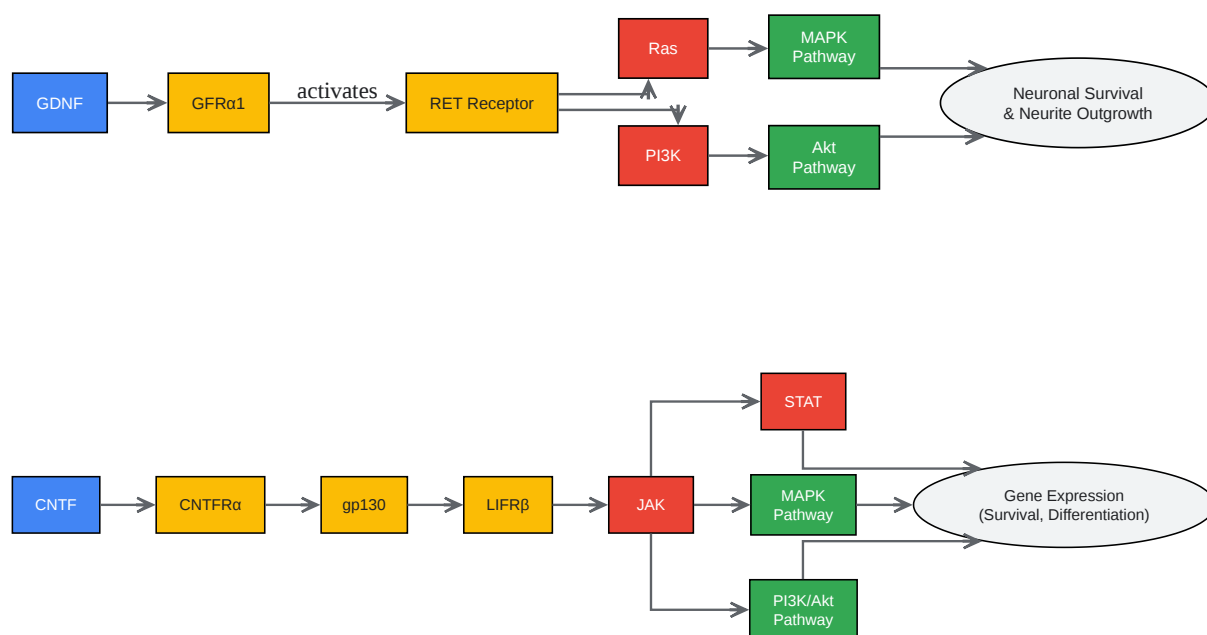 GDNF
GFRα1
activates
RET Receptor
Ras
PI3K
MAPK
Pathway
Akt
Pathway
Neuronal Survival
& Neurite Outgrowth
CNTF
CNTFRα
gp130
LIFRβ
JAK
STAT
MAPK
Pathway
PI3K/Akt
Pathway
Gene Expression
(Survival, Differentiation)